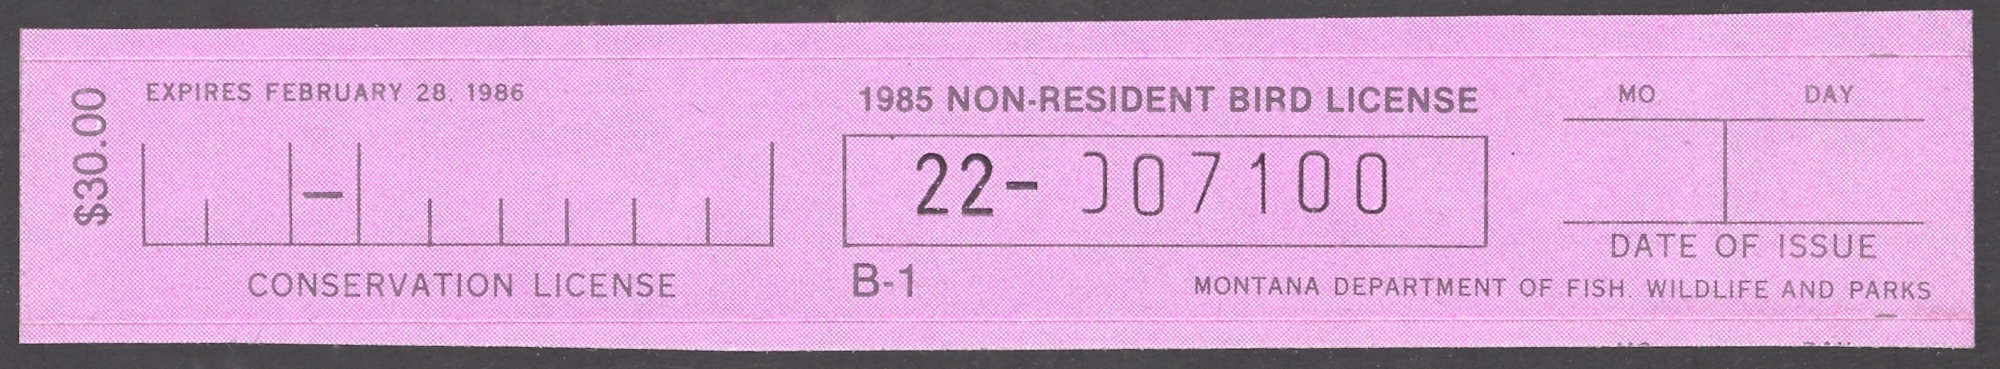 $30.00
EXPIRES FEBRUARY 28, 1986
CONSERVATION LICENSE
1985 NON-RESIDENT BIRD LICENSE
22- 007100
B-1
MO DAY
DATE OF ISSUE
MONTANA DEPARTMENT OF FISH, WILDLIFE AND PARKS